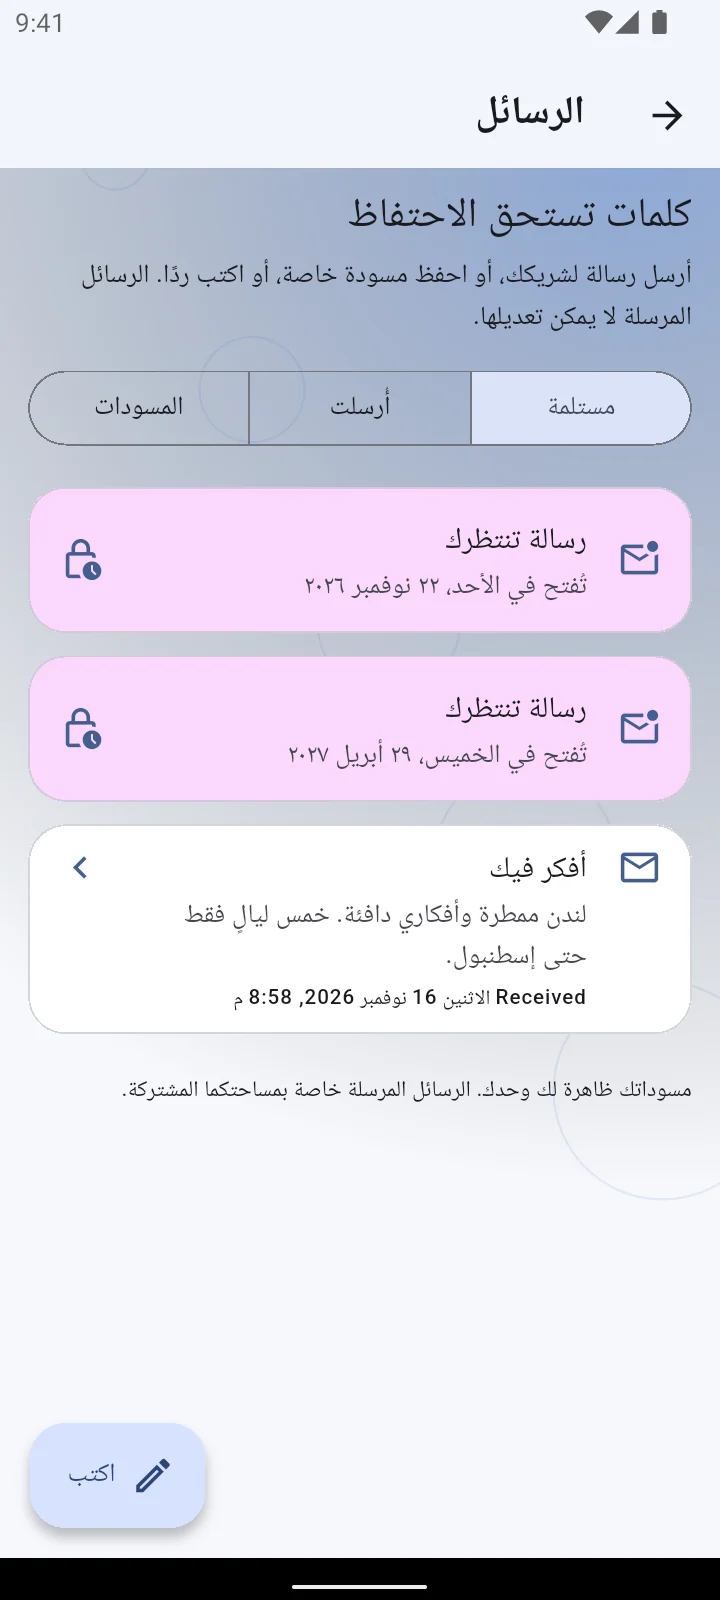 9:41
الرسائل
كلمات تستحق الاحتفاظ
أرسل رسالة لشريكك، أو احفظ مسودة خاصة، أو اكتب ردًا. الرسائل
المرسلة لا يمكن تعديلها.
مستلمة
أرسلت
المسودات
رسالة تنتظرك
تُفتح في الأحد، ٢٢ نوفمبر ٢٠٢٦
رسالة تنتظرك
تُفتح في الخميس، ٢٩ أبريل ٢٠٢٧
أفكر فيك
لندن ممطرة وأفكاري دافئة. خمس ليالٍ فقط
حتى إسطنبول.
Received الاثنين 16 نوفمبر 2026, 8:58 م
مسوداتك ظاهرة لك وحدك. الرسائل المرسلة خاصة بمساحتكما المشتركة.
اكتب